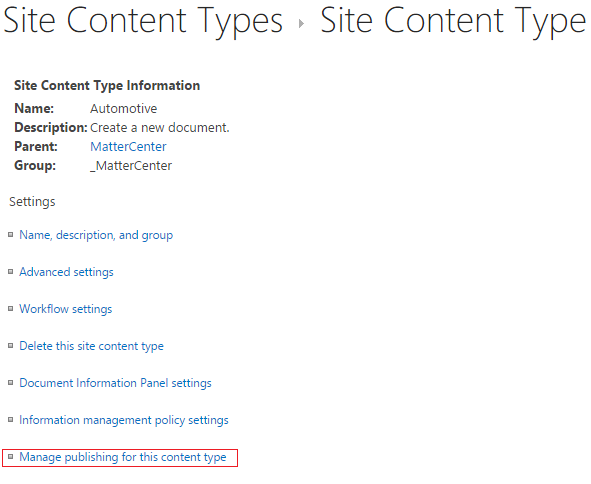 Site Content Types ▸ Site Content Type
Site Content Type Information
Name: Automotive
Description: Create a new document.
Parent: MatterCenter
Group: _MatterCenter
Settings
Name, description, and group
Advanced settings
Workflow settings
Delete this site content type
Document Information Panel settings
Information management policy settings
Manage publishing for this content type